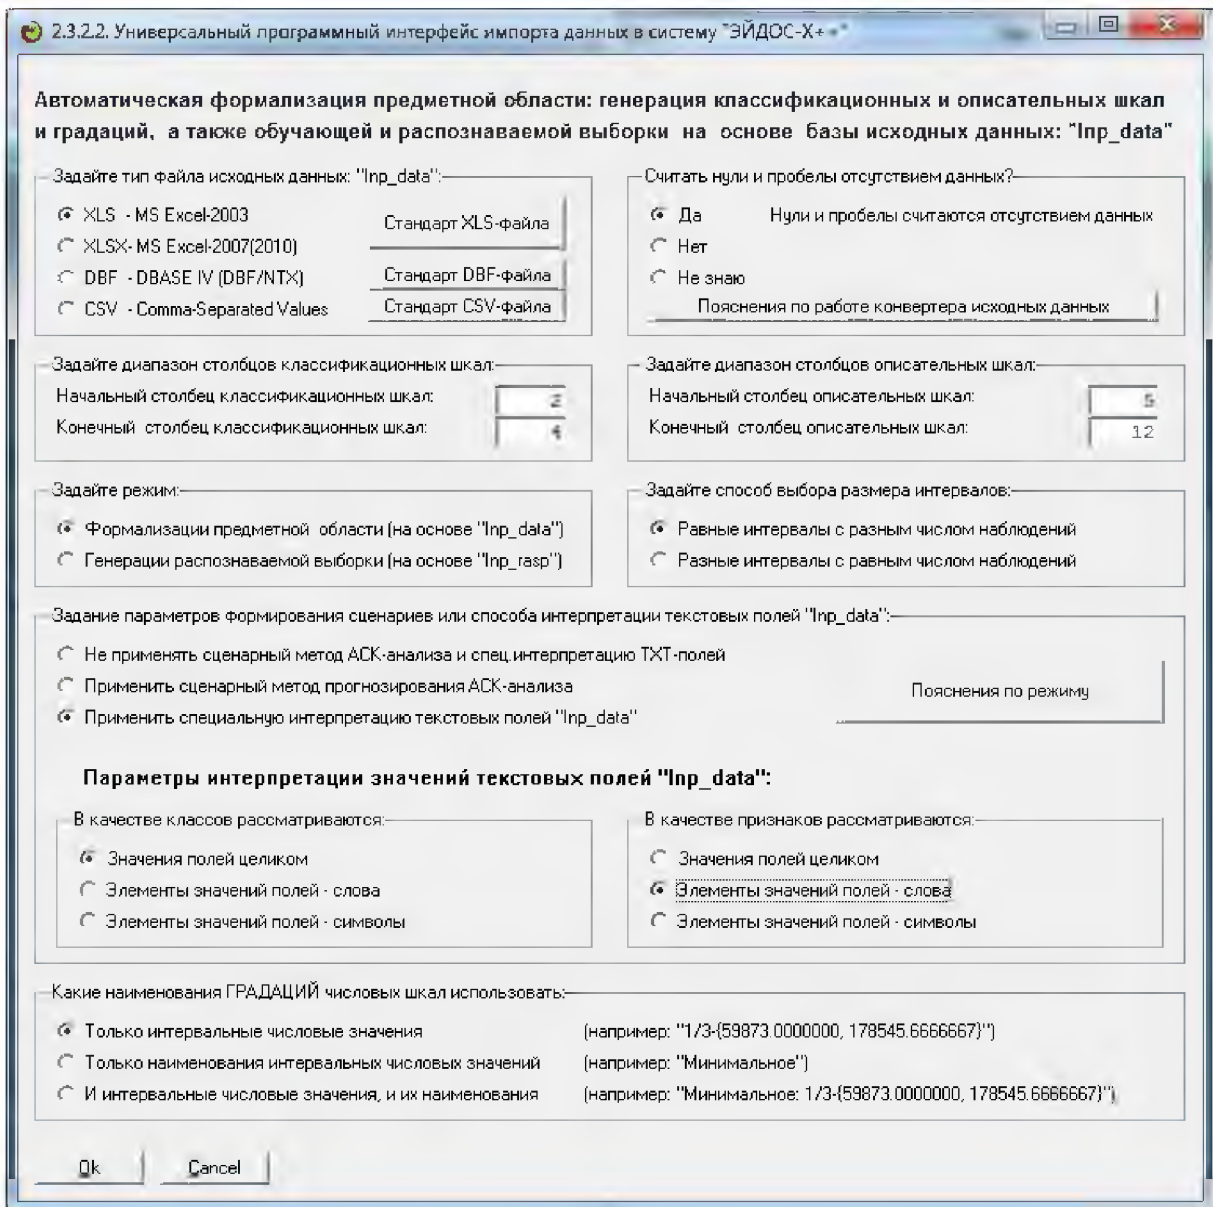 2.3.2.2. Универсальный программный интерфейс импорта данных в систему "ЭЙДОС-X++"
Автоматическая формализация предметной области: генерация классификационных и описательных шкал
и градаций, а также обучающей и распознаваемой выборки на основе базы исходных данных: "Inp_data"
Задайте тип файла исходных данных: "Inp_data":
XLS - MS Excel-2003
XLSX- MS Excel-2007(2010)
DBF - DBASE IV (DBF/NTX)
CSV - Comma-Separated Values
Стандарт XLS-файла
Стандарт DBF-файла
Стандарт CSV-файла
Считать нули и пробелы отсутствием данных?
Да Нули и пробелы считаются отсутствием данных
Нет
Не знаю
Пояснения по работе конвертера исходных данных
Задайте диапазон столбцов классификационных шкал:
Начальный столбец классификационных шкал: 2
Конечный столбец классификационных шкал: 4
Задайте диапазон столбцов описательных шкал:
Начальный столбец описательных шкал: 5
Конечный столбец описательных шкал: 12
Задайте режим:
Формализации предметной области (на основе "Inp_data")
Генерации распознаваемой выборки (на основе "Inp_rasp")
Задайте способ выбора размера интервалов:
Равные интервалы с разным числом наблюдений
Разные интервалы с равным числом наблюдений
Задание параметров формирования сценариев или способа интерпретации текстовых полей "Inp_data":
Не применять сценарный метод АСК-анализа и спец.интерпретацию TXT-полей
Применить сценарный метод прогнозирования АСК-анализа
Применить специальную интерпретацию текстовых полей "Inp_data"
Пояснения по режиму
Параметры интерпретации значений текстовых полей "Inp_data":
В качестве классов рассматриваются:
Значения полей целиком
Элементы значений полей - слова
Элементы значений полей - символы
В качестве признаков рассматриваются:
Значения полей целиком
Элементы значений полей - слова
Элементы значений полей - символы
Какие наименования ГРАДАЦИЙ числовых шкал использовать:
Только интервальные числовые значения (например: "1/3-{59873.0000000, 178545.6666667}")
Только наименования интервальных числовых значений (например: "Минимальное")
И интервальные числовые значения, и их наименования (например: "Минимальное: 1/3-{59873.0000000, 178545.6666667}")
Ok Cancel